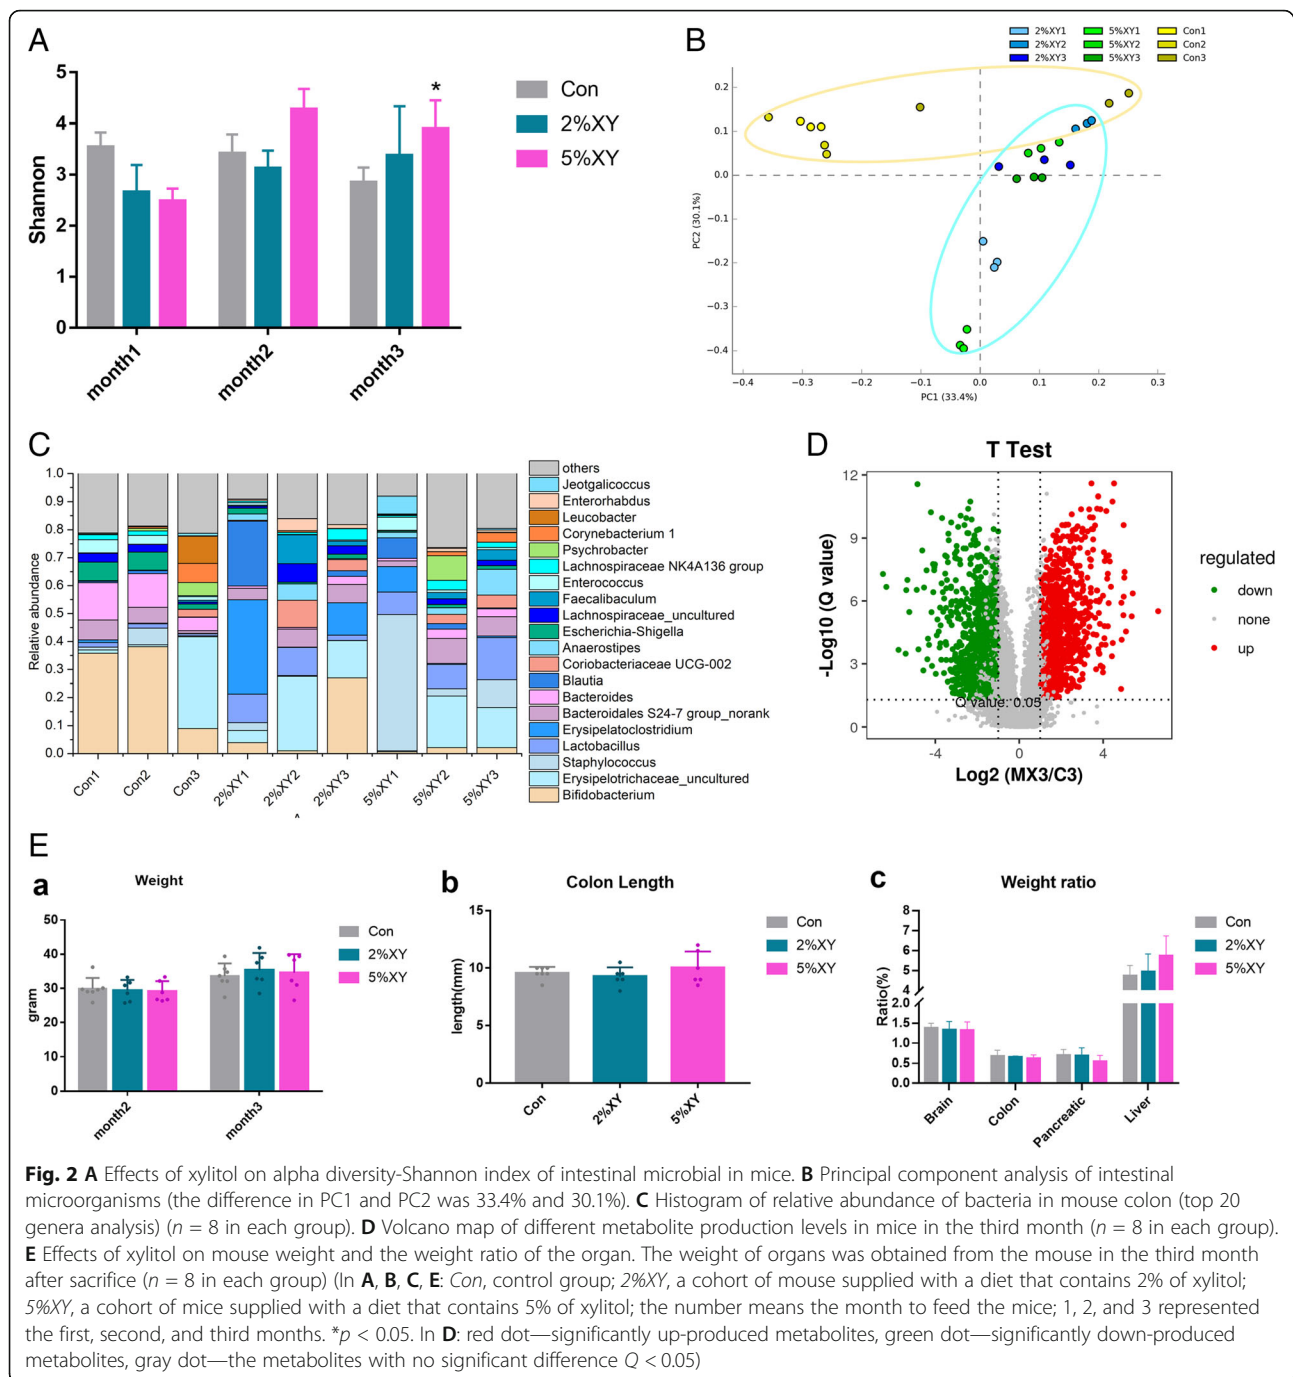 A
5
4
3
2
1
0
Shannon
*
month1
month2
month3
Con
2%XY
5%XY
B
2%XY1
2%XY2
2%XY3
5%XY1
5%XY2
5%XY3
Con1
Con2
Con3
0.2
0.1
0.0
−0.1
−0.2
−0.3
−0.4
PC2 (30.1%)
−0.4
−0.3
−0.2
−0.1
0.0
0.1
0.2
0.3
PC1 (33.4%)
C
1.0
0.9
0.8
0.7
0.6
0.5
0.4
0.3
0.2
0.1
0.0
Relative abundance
Con1
Con2
Con3
2%XY1
2%XY2
2%XY3
5%XY1
5%XY2
5%XY3
others
Jeotgalicoccus
Enterorhabdus
Leucobacter
Corynebacterium 1
Psychrobacter
Lachnospiraceae NK4A136 group
Enterococcus
Faecalibaculum
Lachnospiraceae_uncultured
Escherichia-Shigella
Anaerostipes
Coriobacteriaceae UCG-002
Blautia
Bacteroides
Bacteroidales S24-7 group_norank
Erysipelatoclostridium
Lactobacillus
Staphylococcus
Erysipelotrichaceae_uncultured
Bifidobacterium
D
T Test
12
9
6
3
0
-Log10 (Q value)
Q value: 0.05
-4
0
4
Log2 (MX3/C3)
regulated
down
none
up
E
a
Weight
50
40
30
20
10
0
gram
month2
month3
Con
2%XY
5%XY
b
Colon Length
15
10
5
0
length(mm)
Con
2%XY
5%XY
Con
2%XY
5%XY
c
Weight ratio
8
7
6
5
4
2.0
1.5
1.0
0.5
0.0
Ratio(%)
Brain
Colon
Pancreatic
Liver
Con
2%XY
5%XY
Fig. 2 A Effects of xylitol on alpha diversity-Shannon index of intestinal microbial in mice. B Principal component analysis of intestinal
microorganisms (the difference in PC1 and PC2 was 33.4% and 30.1%). C Histogram of relative abundance of bacteria in mouse colon (top 20
genera analysis) (n = 8 in each group). D Volcano map of different metabolite production levels in mice in the third month (n = 8 in each group).
E Effects of xylitol on mouse weight and the weight ratio of the organ. The weight of organs was obtained from the mouse in the third month
after sacrifice (n = 8 in each group) (In A, B, C, E: Con, control group; 2%XY, a cohort of mouse supplied with a diet that contains 2% of xylitol;
5%XY, a cohort of mice supplied with a diet that contains 5% of xylitol; the number means the month to feed the mice; 1, 2, and 3 represented
the first, second, and third months. *p < 0.05. In D: red dot—significantly up-produced metabolites, green dot—significantly down-produced
metabolites, gray dot—the metabolites with no significant difference Q < 0.05)